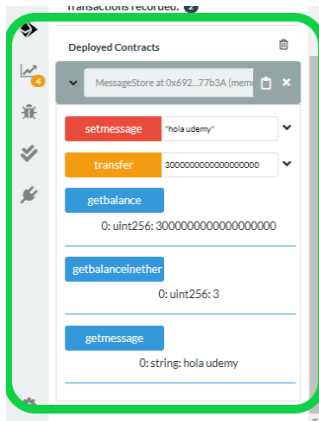 Transactions recorded: 2
Deployed Contracts
MessageStore at 0x692...77b3A (memo
4
setmessage "hola udemy"
transfer 3000000000000000000
getbalance
0: uint256: 3000000000000000000
getbalanceinether
0: uint256: 3
getmessage
0: string: hola udemy